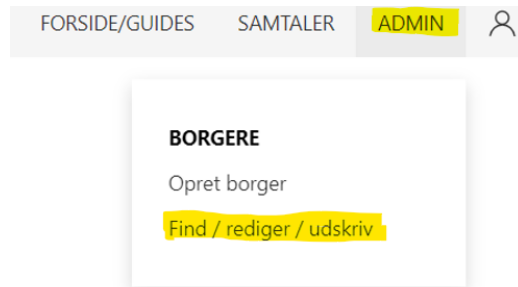 FORSIDE/GUIDES SAMTALER ADMIN
BORGERE
Opret borger
Find / rediger / udskriv